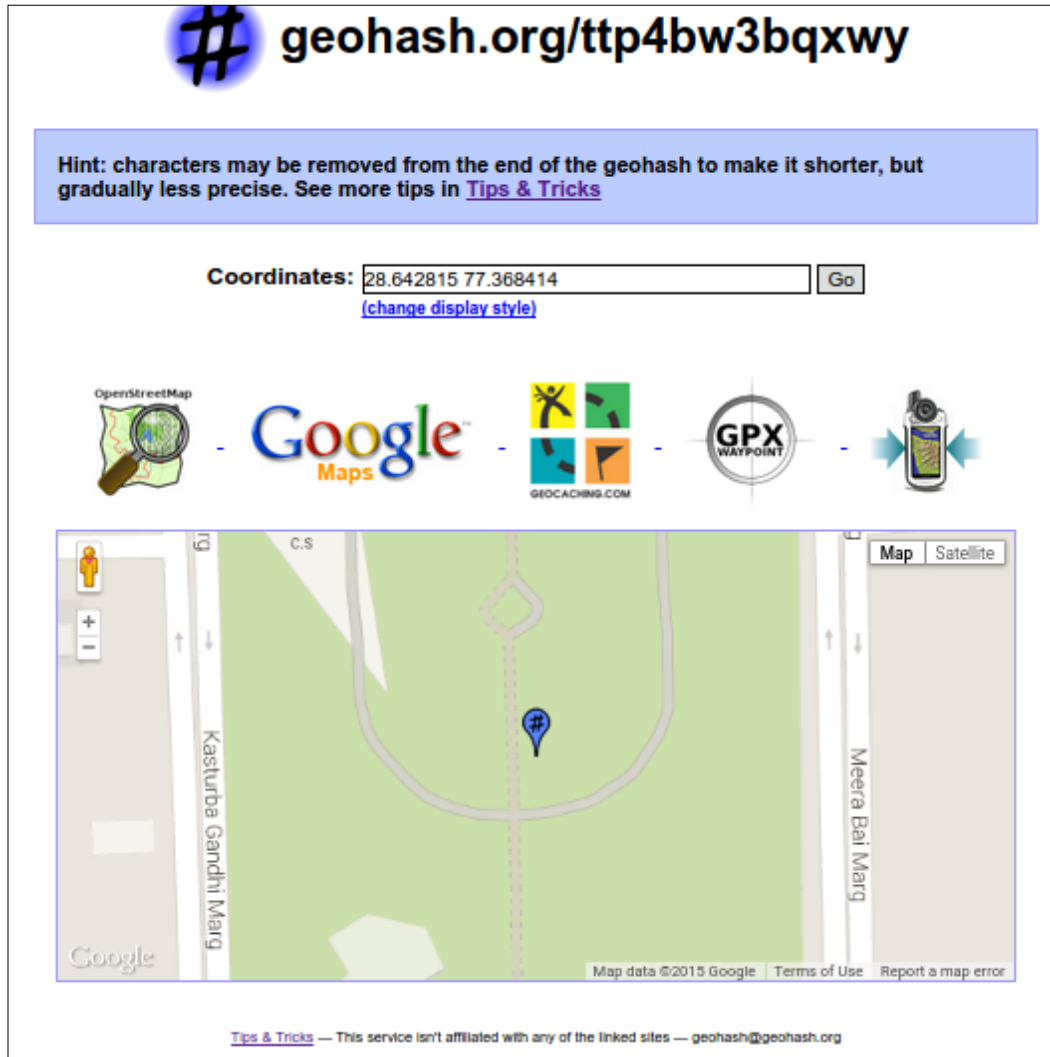 # geohash.org/ttp4bw3bqxwy
Hint: characters may be removed from the end of the geohash to make it shorter, but
gradually less precise. See more tips in Tips & Tricks
Coordinates: 28.642815 77.368414 Go
(change display style)
OpenStreetMap
-
Google™
Maps
-
GEOCACHING.COM
-
GPX
WAYPOINT
-
rg
c.s
g
Map Satellite
+
−
#
Kasturba Gandhi Marg
Meera Bai Marg
Google
Map data ©2015 Google Terms of Use Report a map error
Tips & Tricks — This service isn't affiliated with any of the linked sites — geohash@geohash.org